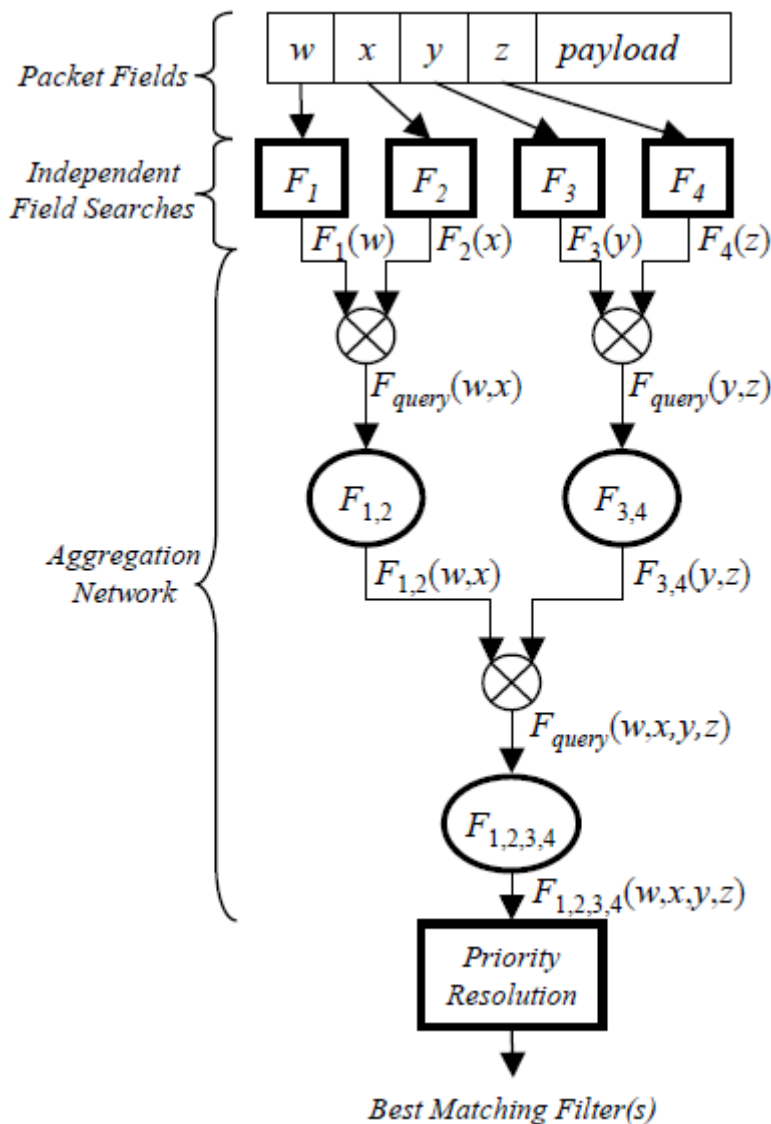 w x y z payload
Packet Fields
Independent
Field Searches
F1 F2 F3 F4
F1(w) F2(x) F3(y) F4(z)
Fquery(w,x) Fquery(y,z)
F1,2 F3,4
Aggregation
Network
F1,2(w,x) F3,4(y,z)
Fquery(w,x,y,z)
F1,2,3,4
F1,2,3,4(w,x,y,z)
Priority
Resolution
Best Matching Filter(s)